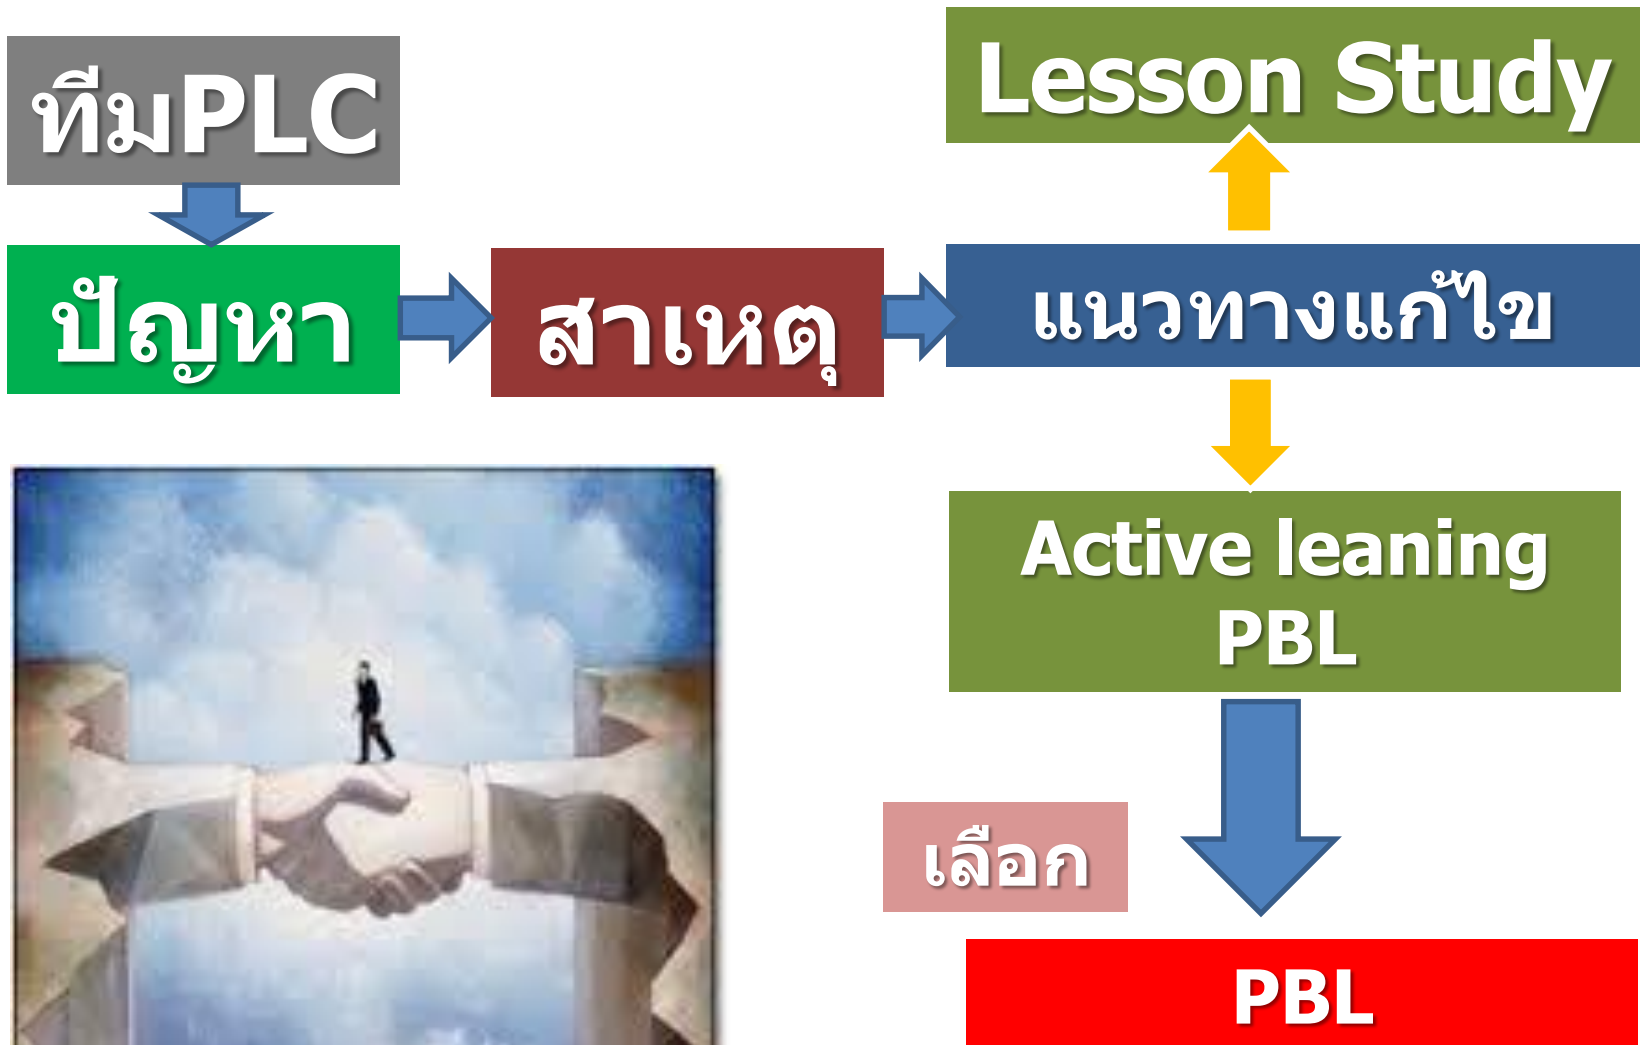 ทีมPLC
Lesson Study
ปัญหา
สาเหตุ
แนวทางแก้ไข
Active leaning
PBL
เลือก
PBL